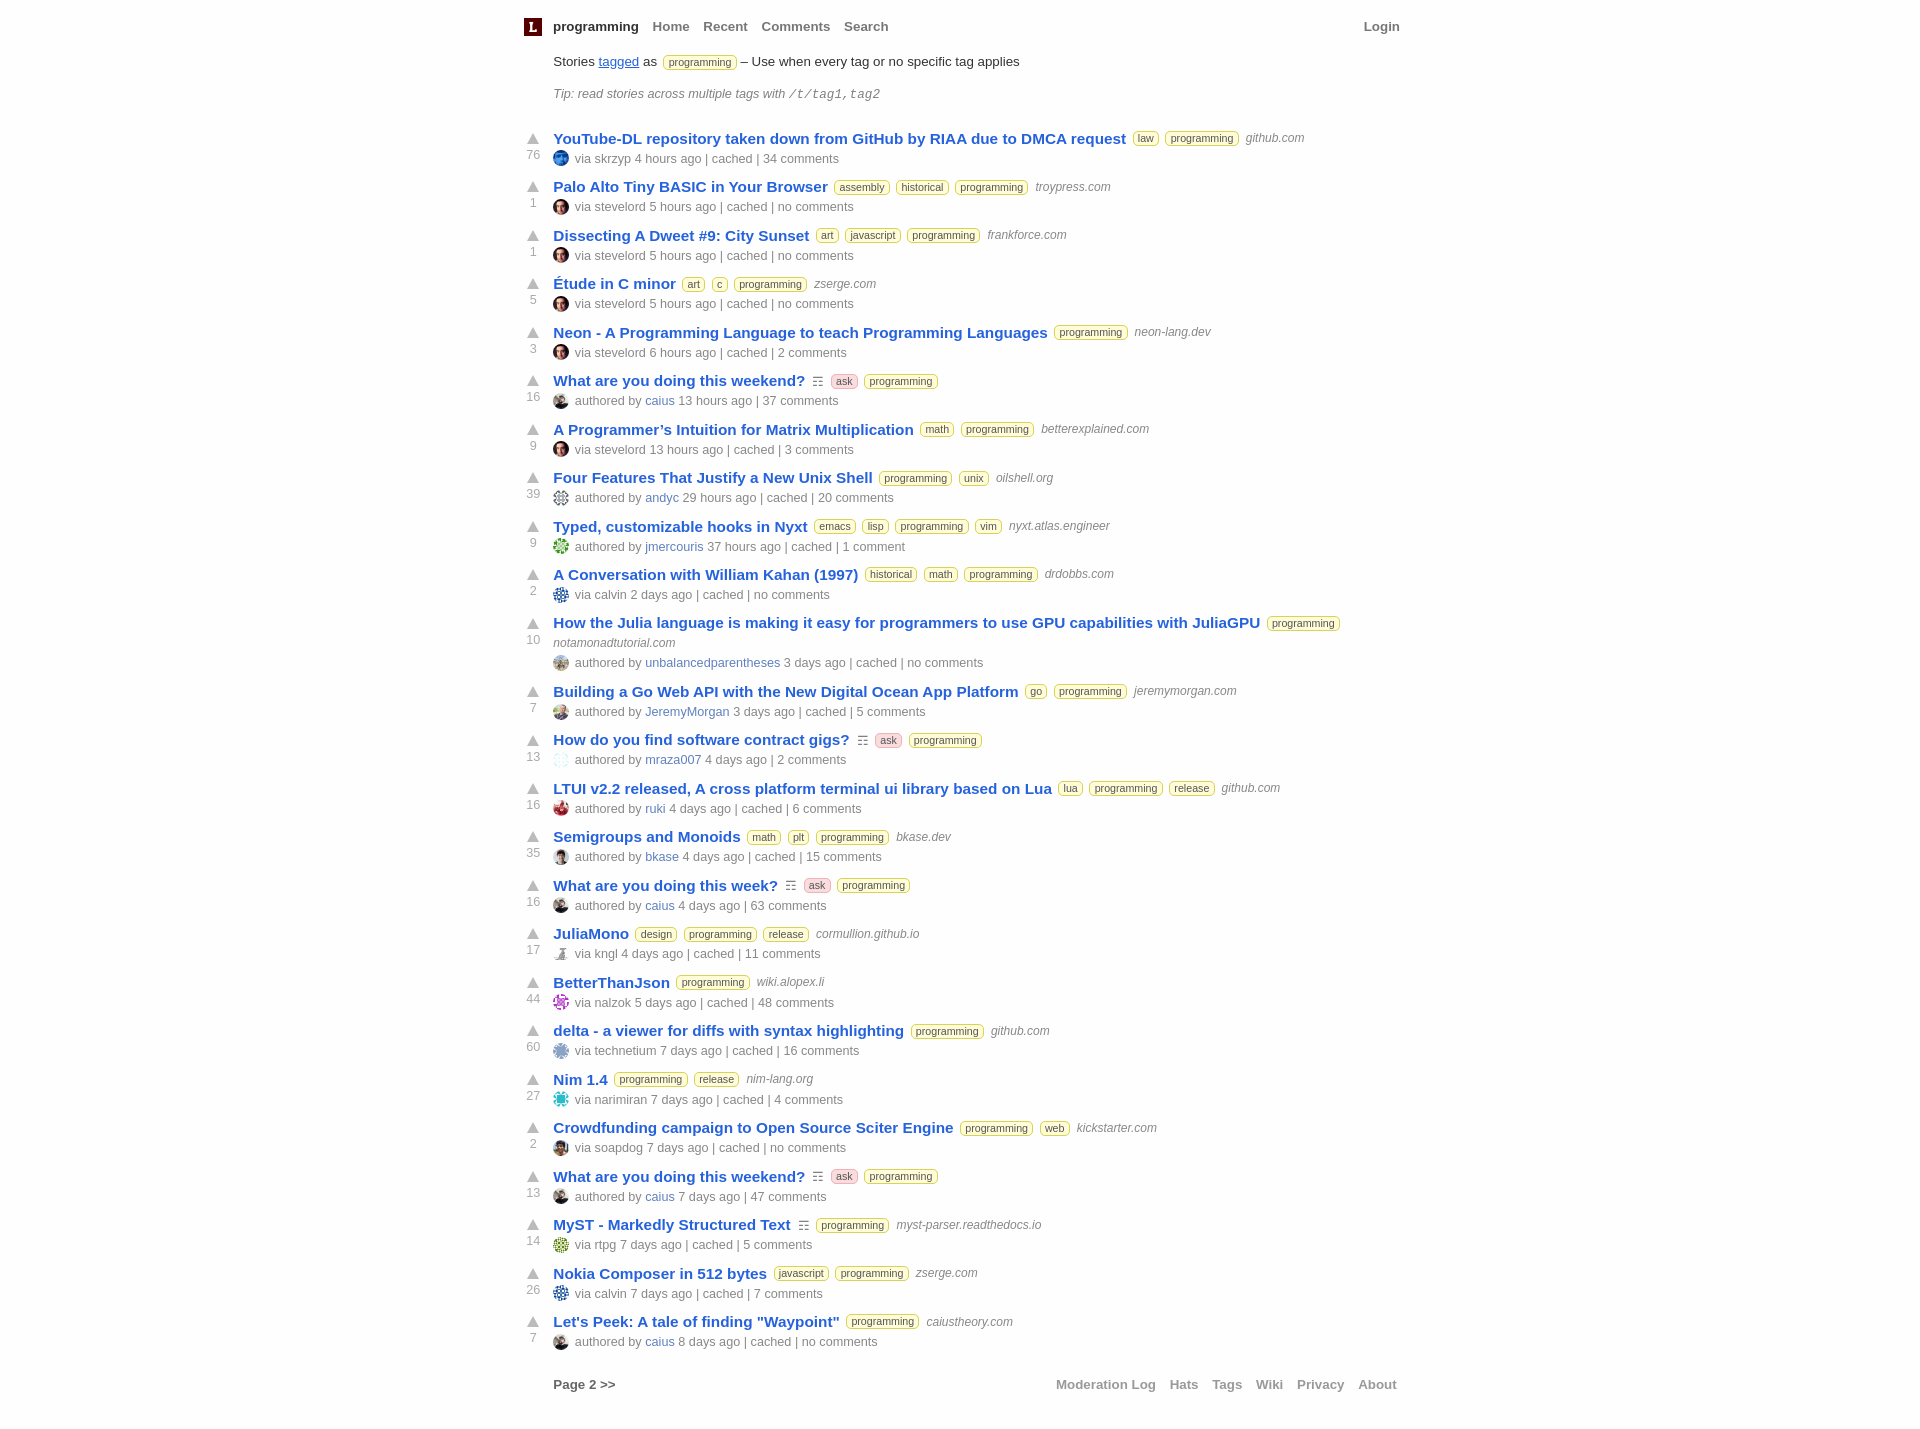 L programming Home Recent Comments Search Login
Stories tagged as programming – Use when every tag or no specific tag applies
Tip: read stories across multiple tags with /t/tag1,tag2
YouTube-DL repository taken down from GitHub by RIAA due to DMCA request law programming github.com
76 via skrzyp 4 hours ago | cached | 34 comments
Palo Alto Tiny BASIC in Your Browser assembly historical programming troypress.com
1 via stevelord 5 hours ago | cached | no comments
Dissecting A Dweet #9: City Sunset art javascript programming frankforce.com
1 via stevelord 5 hours ago | cached | no comments
Étude in C minor art c programming zserge.com
5 via stevelord 5 hours ago | cached | no comments
Neon - A Programming Language to teach Programming Languages programming neon-lang.dev
3 via stevelord 6 hours ago | cached | 2 comments
What are you doing this weekend? ☶ ask programming
16 authored by caius 13 hours ago | 37 comments
A Programmer’s Intuition for Matrix Multiplication math programming betterexplained.com
9 via stevelord 13 hours ago | cached | 3 comments
Four Features That Justify a New Unix Shell programming unix oilshell.org
39 authored by andyc 29 hours ago | cached | 20 comments
Typed, customizable hooks in Nyxt emacs lisp programming vim nyxt.atlas.engineer
9 authored by jmercouris 37 hours ago | cached | 1 comment
A Conversation with William Kahan (1997) historical math programming drdobbs.com
2 via calvin 2 days ago | cached | no comments
How the Julia language is making it easy for programmers to use GPU capabilities with JuliaGPU programming
10 notamonadtutorial.com
authored by unbalancedparentheses 3 days ago | cached | no comments
Building a Go Web API with the New Digital Ocean App Platform go programming jeremymorgan.com
7 authored by JeremyMorgan 3 days ago | cached | 5 comments
How do you find software contract gigs? ☶ ask programming
13 authored by mraza007 4 days ago | 2 comments
LTUI v2.2 released, A cross platform terminal ui library based on Lua lua programming release github.com
16 authored by ruki 4 days ago | cached | 6 comments
Semigroups and Monoids math plt programming bkase.dev
35 authored by bkase 4 days ago | cached | 15 comments
What are you doing this week? ☶ ask programming
16 authored by caius 4 days ago | 63 comments
JuliaMono design programming release cormullion.github.io
17 via kngl 4 days ago | cached | 11 comments
BetterThanJson programming wiki.alopex.li
44 via nalzok 5 days ago | cached | 48 comments
delta - a viewer for diffs with syntax highlighting programming github.com
60 via technetium 7 days ago | cached | 16 comments
Nim 1.4 programming release nim-lang.org
27 via narimiran 7 days ago | cached | 4 comments
Crowdfunding campaign to Open Source Sciter Engine programming web kickstarter.com
2 via soapdog 7 days ago | cached | no comments
What are you doing this weekend? ☶ ask programming
13 authored by caius 7 days ago | 47 comments
MyST - Markedly Structured Text ☶ programming myst-parser.readthedocs.io
14 via rtpg 7 days ago | cached | 5 comments
Nokia Composer in 512 bytes javascript programming zserge.com
26 via calvin 7 days ago | cached | 7 comments
Let's Peek: A tale of finding "Waypoint" programming caiustheory.com
7 authored by caius 8 days ago | cached | no comments
Page 2 >> Moderation Log Hats Tags Wiki Privacy About